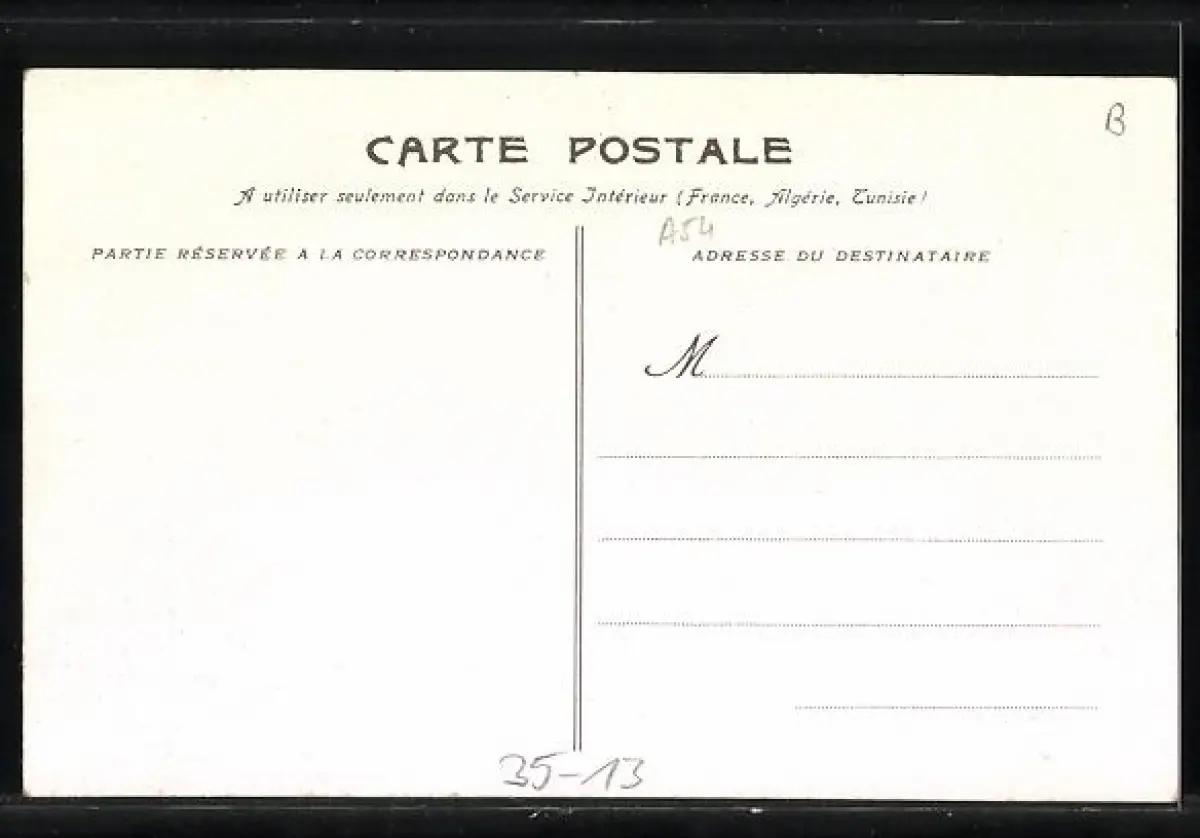 B
CARTE POSTALE
A utiliser seulement dans le Service Intérieur (France, Algérie, Tunisie)
A54
PARTIE RÉSERVÉE A LA CORRESPONDANCE
ADRESSE DU DESTINATAIRE
M
35-13